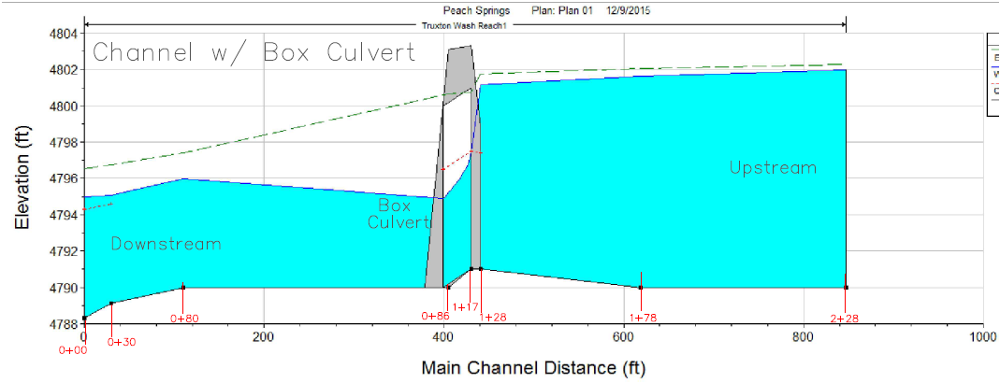 Peach Springs Plan: Plan 01 12/9/2015
Truxton Wash Reach1
Channel w/ Box Culvert
Elevation (ft)
4804
4802
4800
4798
4796
4794
4792
4790
4788
Upstream
Box
Culvert
Downstream
0+00
0+30
0+80
0+86
1+17
1+28
1+78
2+28
0
200
400
600
800
1000
Main Channel Distance (ft)